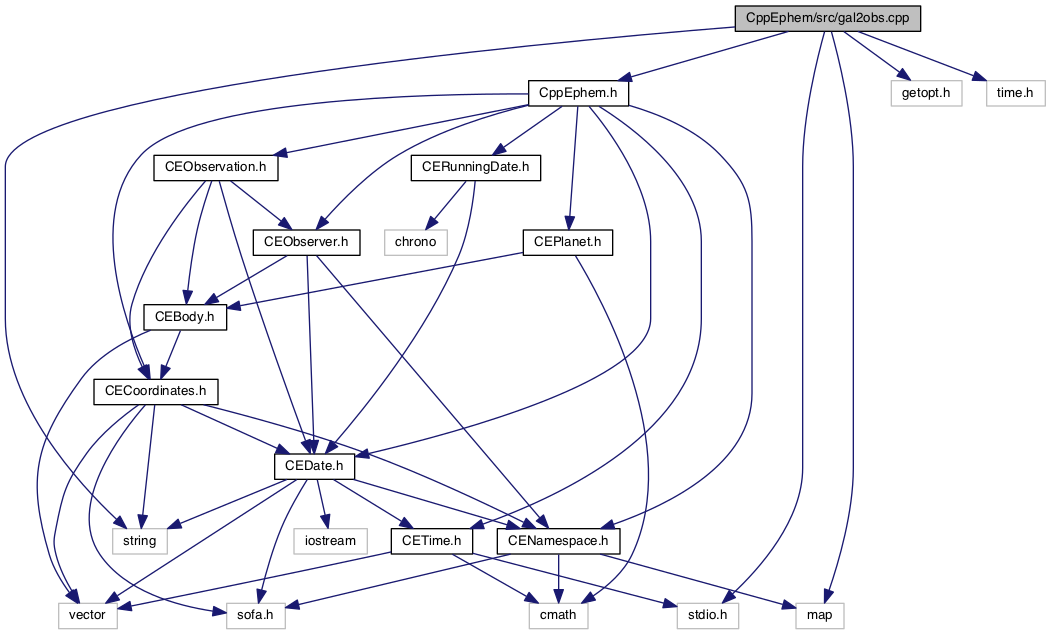 CppEphem/src/gal2obs.cpp
CppEphem.h
getopt.h
time.h
CEObservation.h
CERunningDate.h
CEObserver.h
chrono
CEPlanet.h
CEBody.h
CECoordinates.h
CEDate.h
string
iostream
CETime.h
CENamespace.h
vector
sofa.h
cmath
stdio.h
map